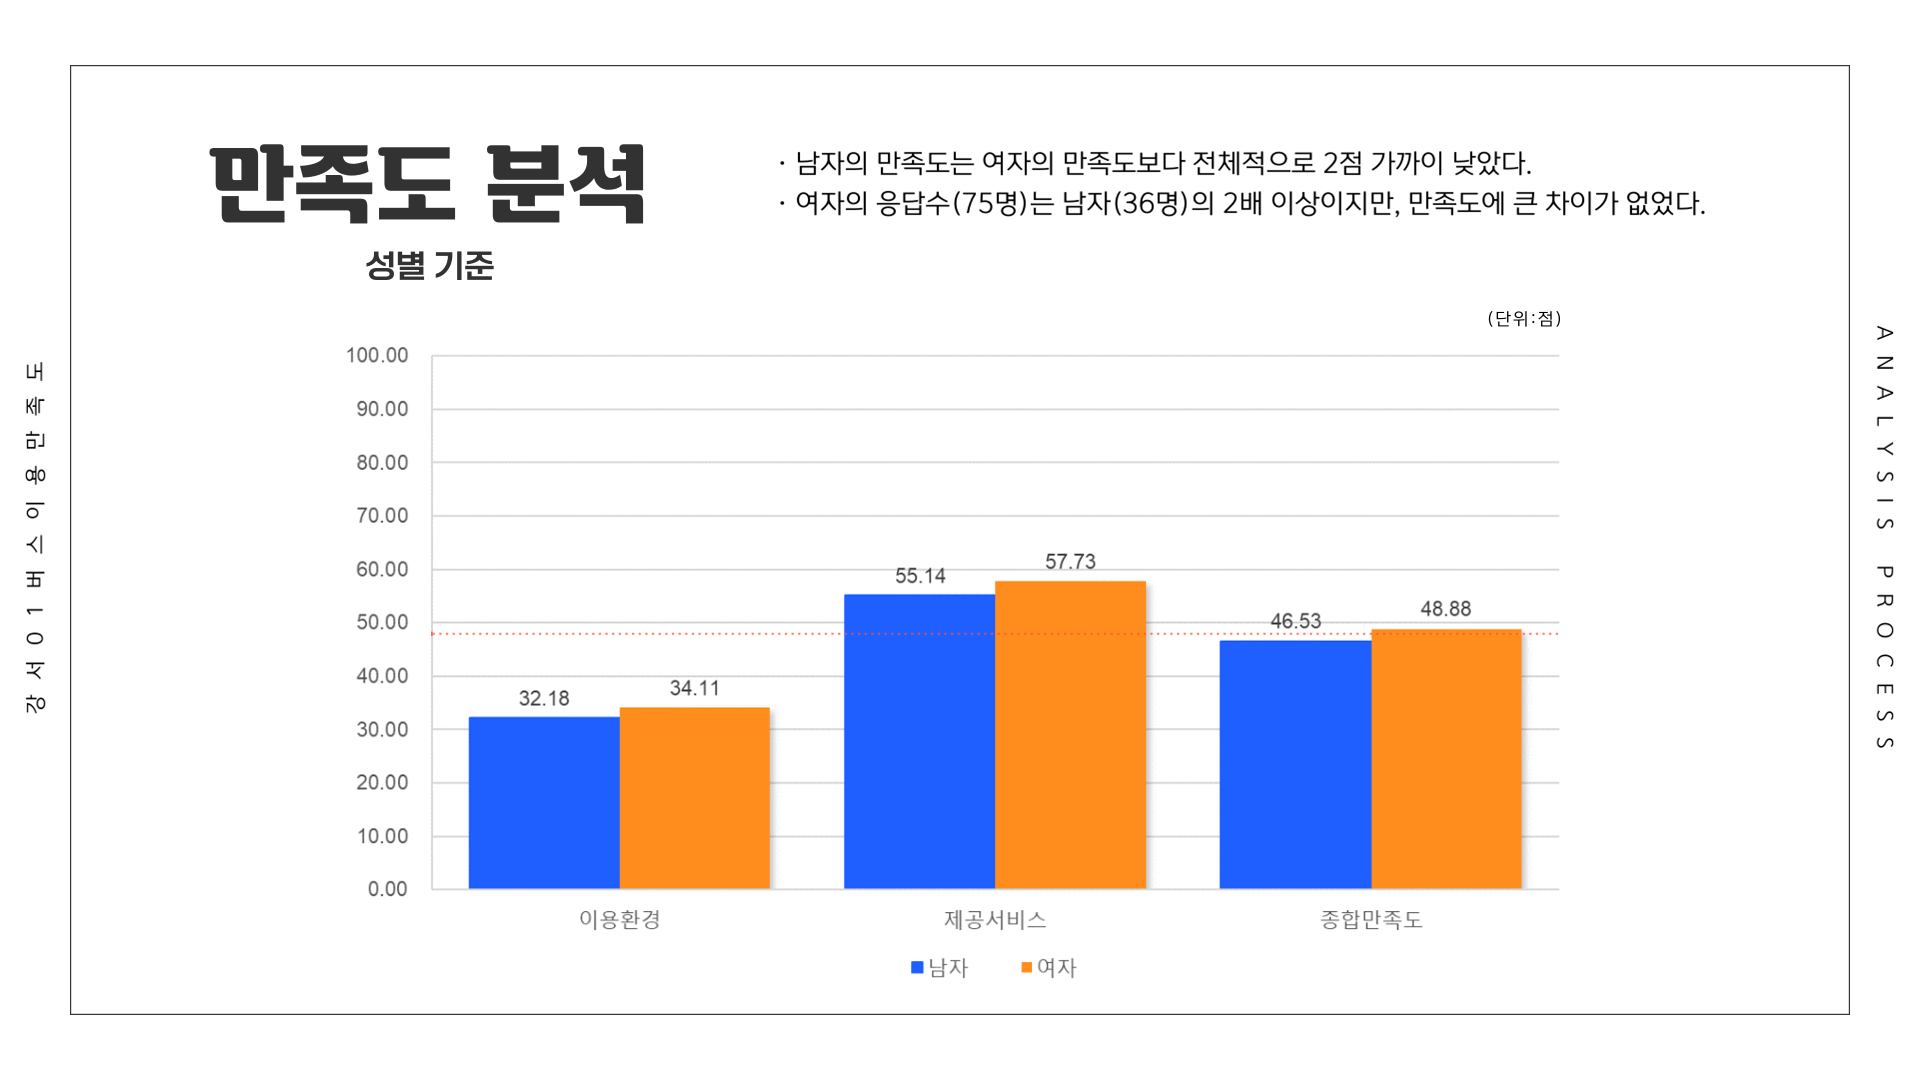 만족도 분석
성별 기준
· 남자의 만족도는 여자의 만족도보다 전체적으로 2점 가까이 낮았다.
· 여자의 응답수(75명)는 남자(36명)의 2배 이상이지만, 만족도에 큰 차이가 없었다.
(단위:점)
강서01버스이용만족도
ANALYSIS PROCESS
100.00
90.00
80.00
70.00
60.00
50.00
40.00
30.00
20.00
10.00
0.00
32.18
34.11
55.14
57.73
46.53
48.88
이용환경
제공서비스
종합만족도
남자
여자